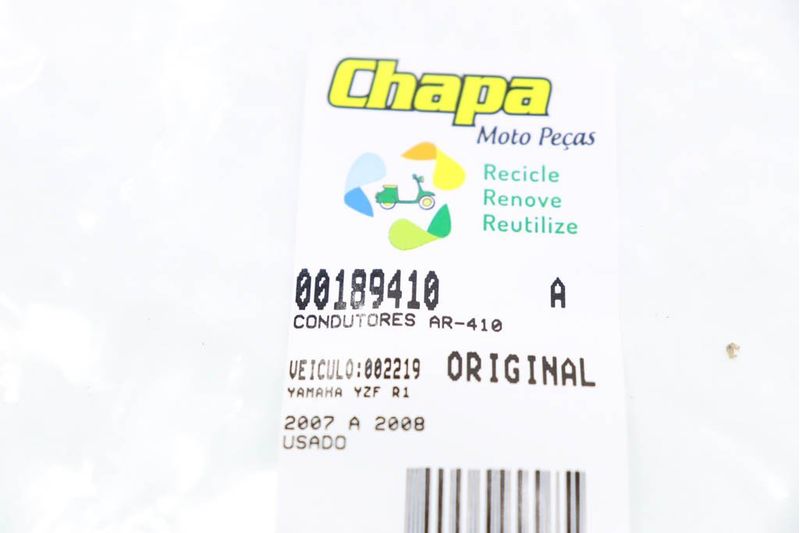 Chapa
Moto Peças
Recicle
Renove
Reutilize
00189410 A
CONDUTORES AR-410
VEICULO:002219 ORIGINAL
YAMAHA YZF R1
2007 A 2008
USADO